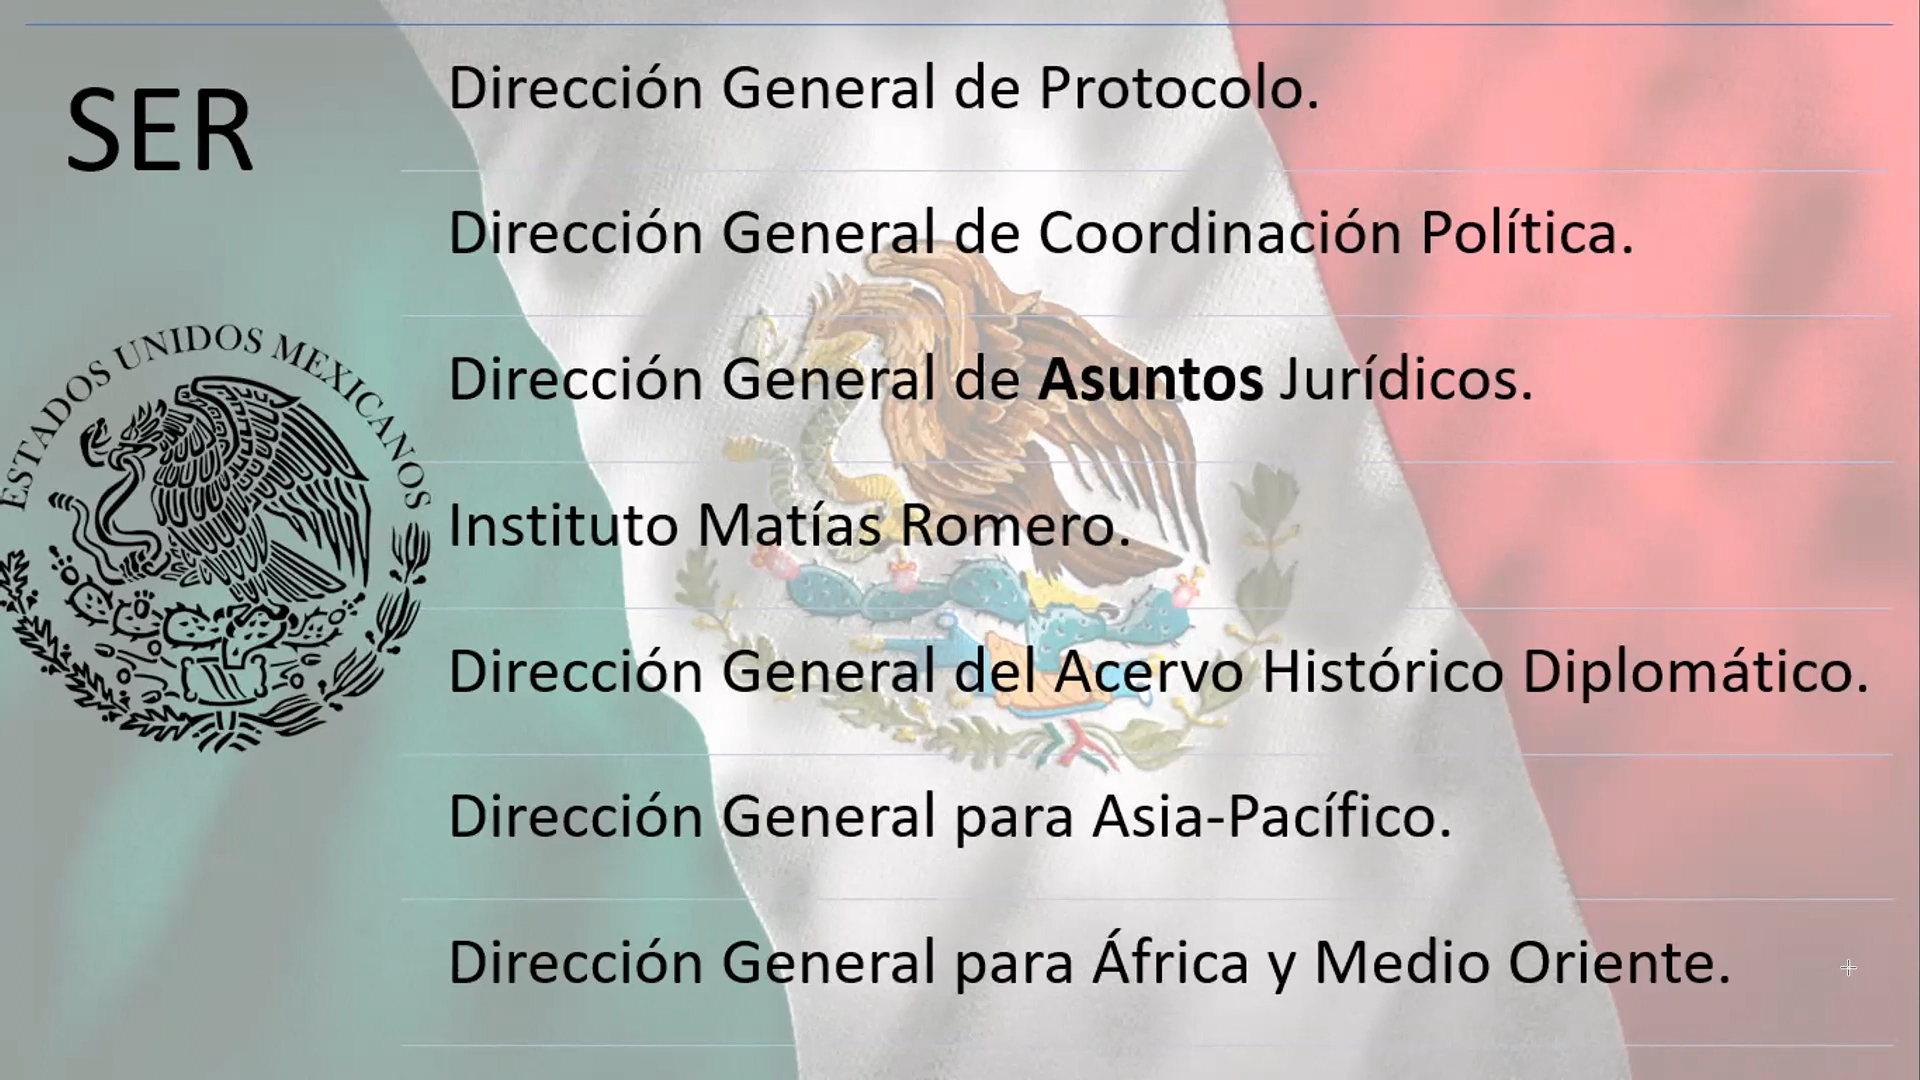 SER
Dirección General de Protocolo.
Dirección General de Coordinación Política.
Dirección General de Asuntos Jurídicos.
ESTADOS UNIDOS MEXICANOS
Instituto Matías Romero.
Dirección General del Acervo Histórico Diplomático.
Dirección General para Asia-Pacífico.
Dirección General para África y Medio Oriente.